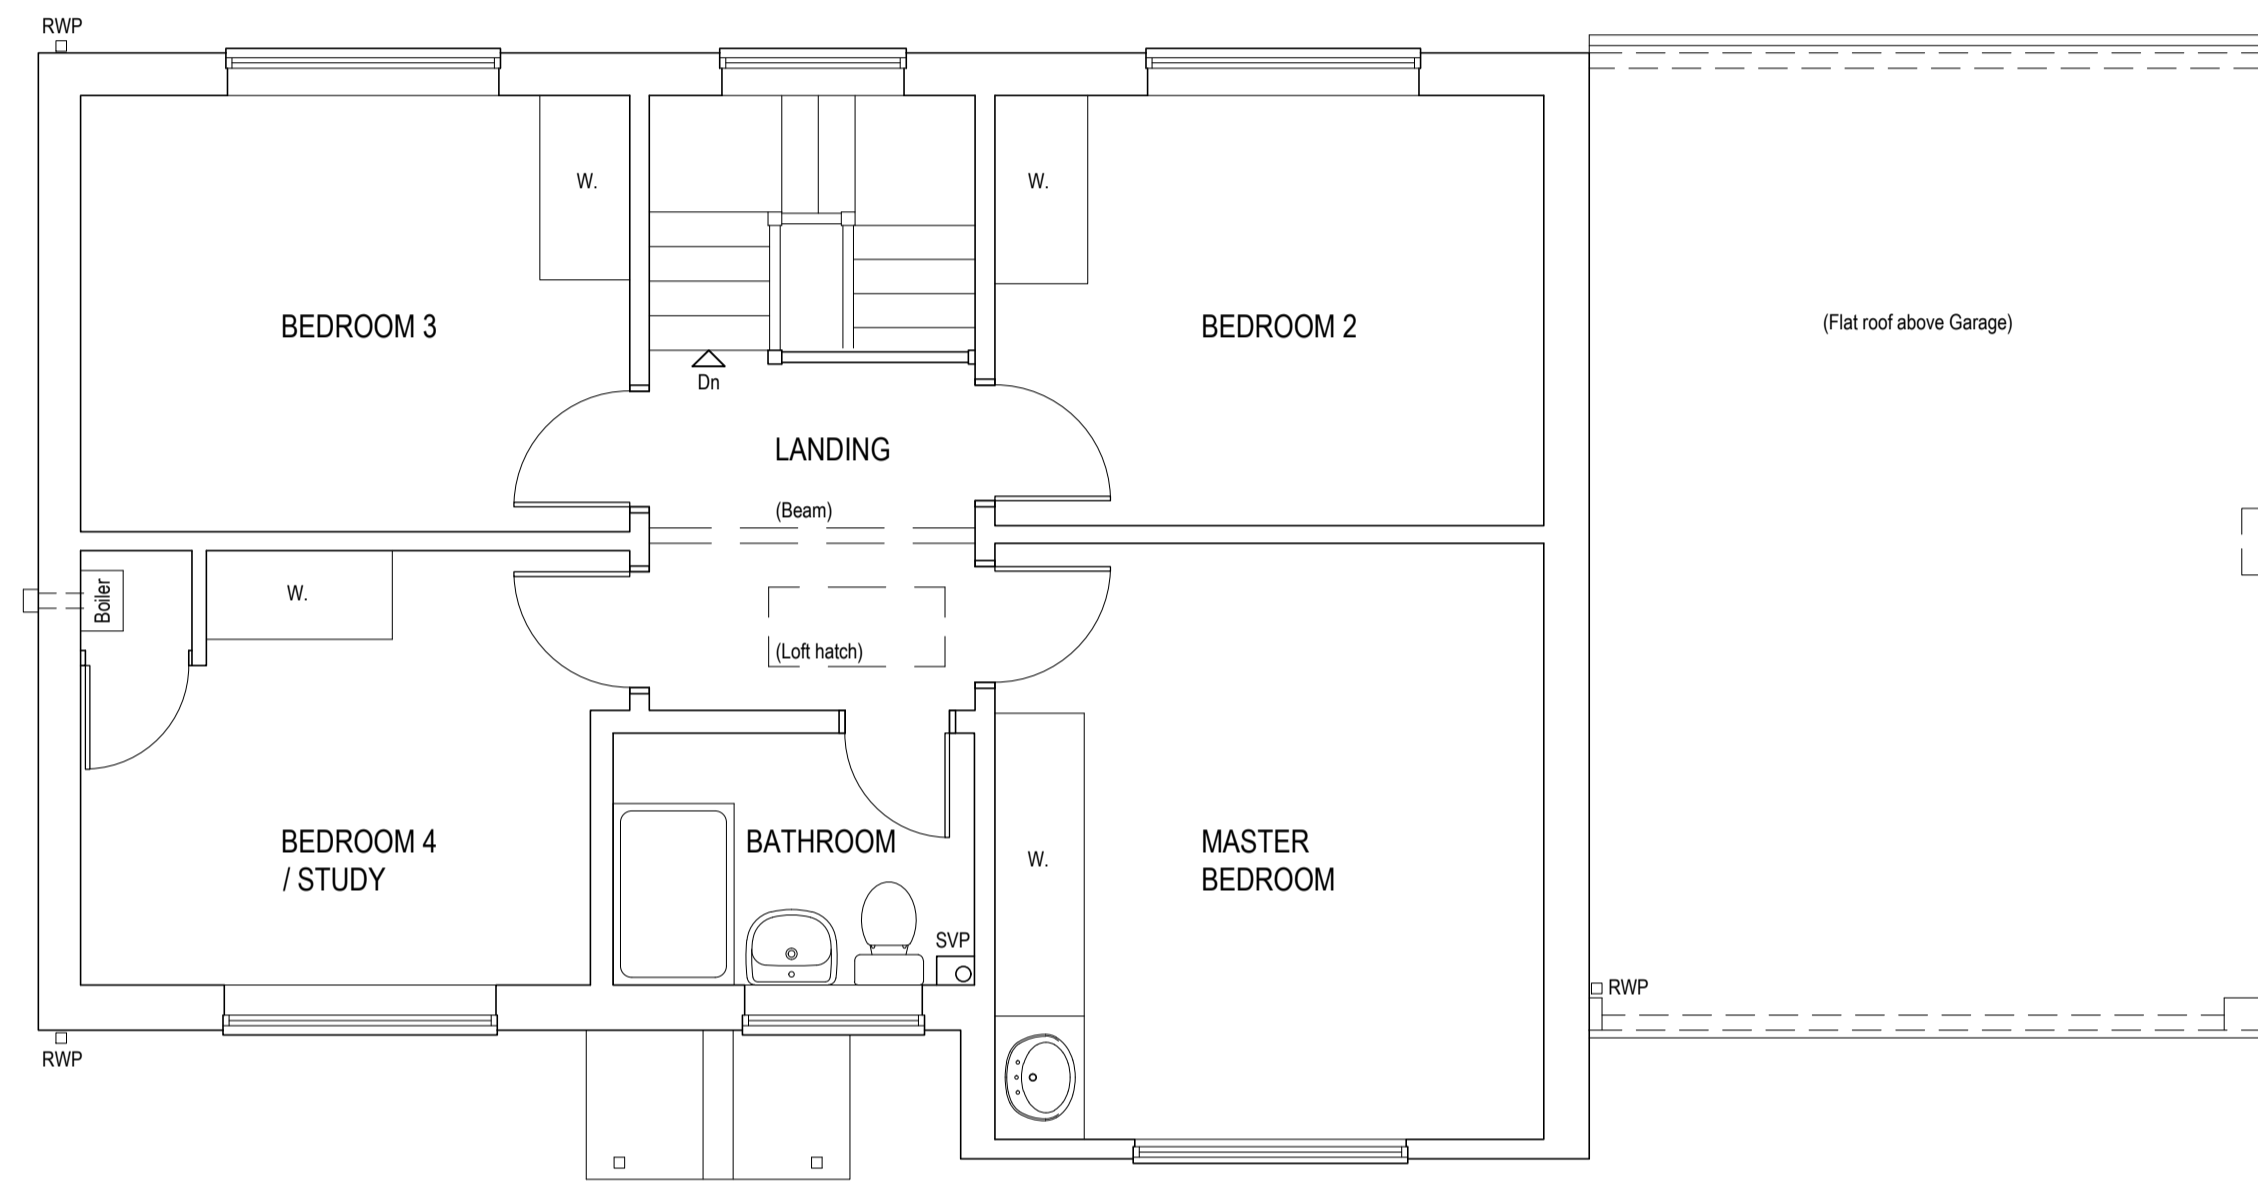 RWP
W.
W.
BEDROOM 3
BEDROOM 2
(Flat roof above Garage)
Dn
LANDING
(Beam)
Boiler
W.
(Loft hatch)
BEDROOM 4
/ STUDY
BATHROOM
W.
MASTER
BEDROOM
SVP
RWP
RWP